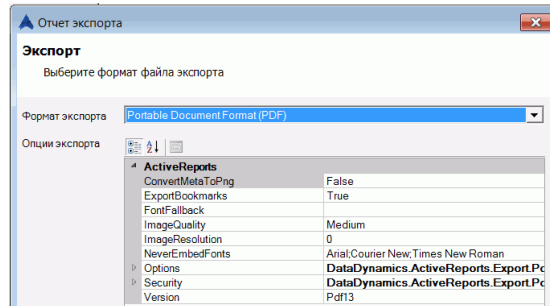 Отчет экспорта
Экспорт
Выберите формат файла экспорта
Формат экспорта Portable Document Format (PDF)
Опции экспорта
ActiveReports
ConvertMetaToPng False
ExportBookmarks True
FontFallback
ImageQuality Medium
ImageResolution 0
NeverEmbedFonts Arial;Courier New;Times New Roman
Options DataDynamics.ActiveReports.Export.Pd
Security DataDynamics.ActiveReports.Export.Pd
Version Pdf13